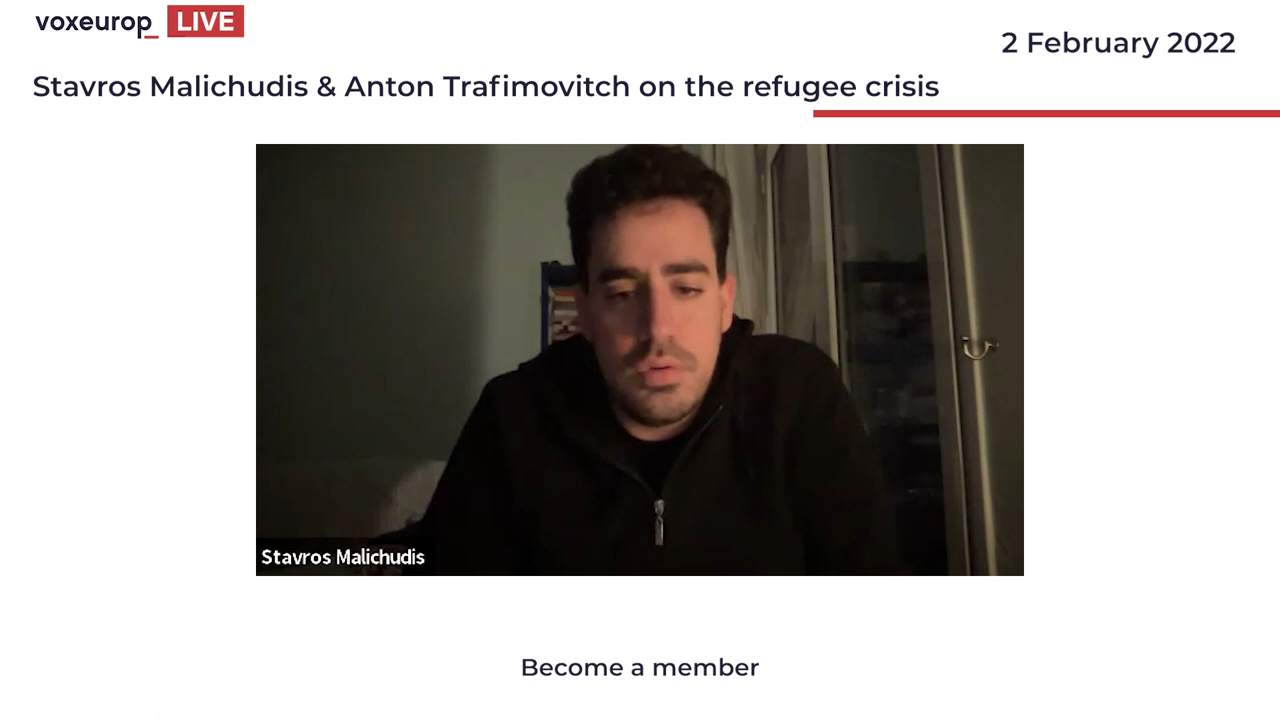 voxeurop_ LIVE
2 February 2022
Stavros Malichudis & Anton Trafimovitch on the refugee crisis
Stavros Malichudis
Become a member